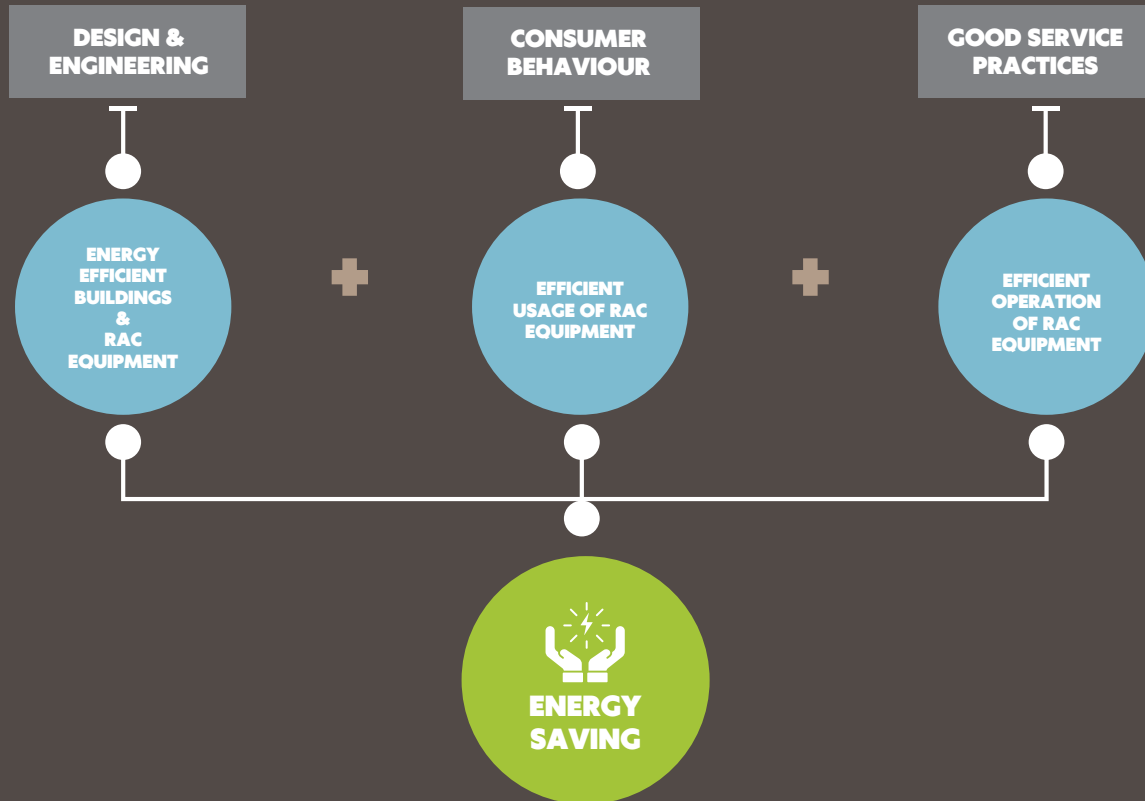 DESIGN &
ENGINEERING
CONSUMER
BEHAVIOUR
GOOD SERVICE
PRACTICES
ENERGY
EFFICIENT
BUILDINGS
&
RAC
EQUIPMENT
EFFICIENT
USAGE OF RAC
EQUIPMENT
EFFICIENT
OPERATION
OF RAC
EQUIPMENT
ENERGY
SAVING